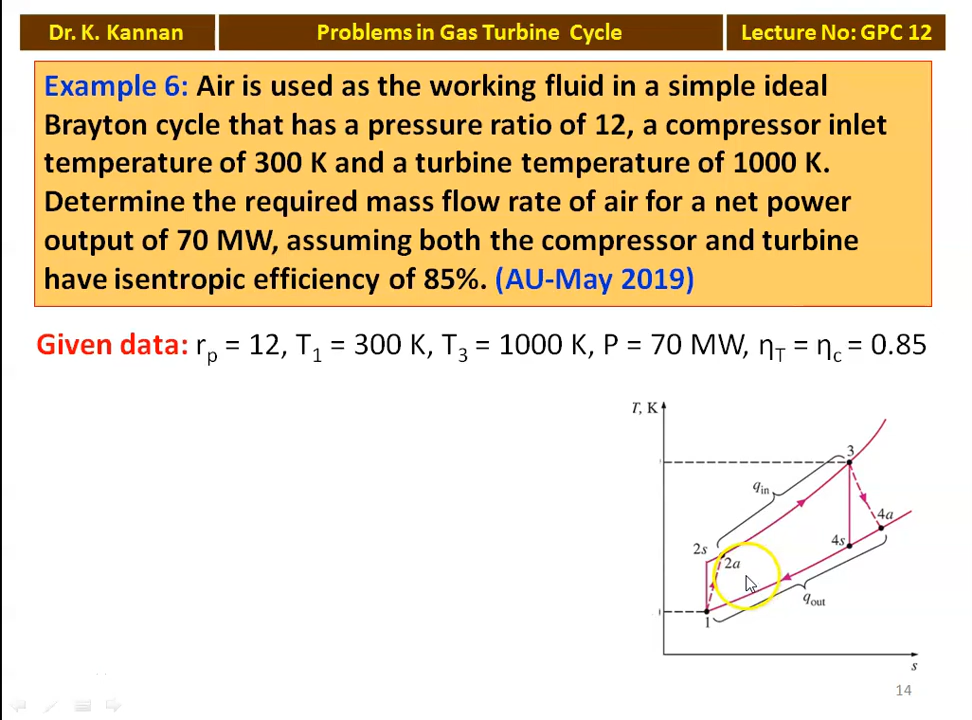 Dr. K. Kannan
Problems in Gas Turbine Cycle
Lecture No: GPC 12
Example 6: Air is used as the working fluid in a simple ideal
Brayton cycle that has a pressure ratio of 12, a compressor inlet
temperature of 300 K and a turbine temperature of 1000 K.
Determine the required mass flow rate of air for a net power
output of 70 MW, assuming both the compressor and turbine
have isentropic efficiency of 85%. (AU-May 2019)
Given data: rp = 12, T1 = 300 K, T3 = 1000 K, P = 70 MW, ηT = ηc = 0.85
T, K
3
qin
4a
2s
4s
2a
qout
1
s
14